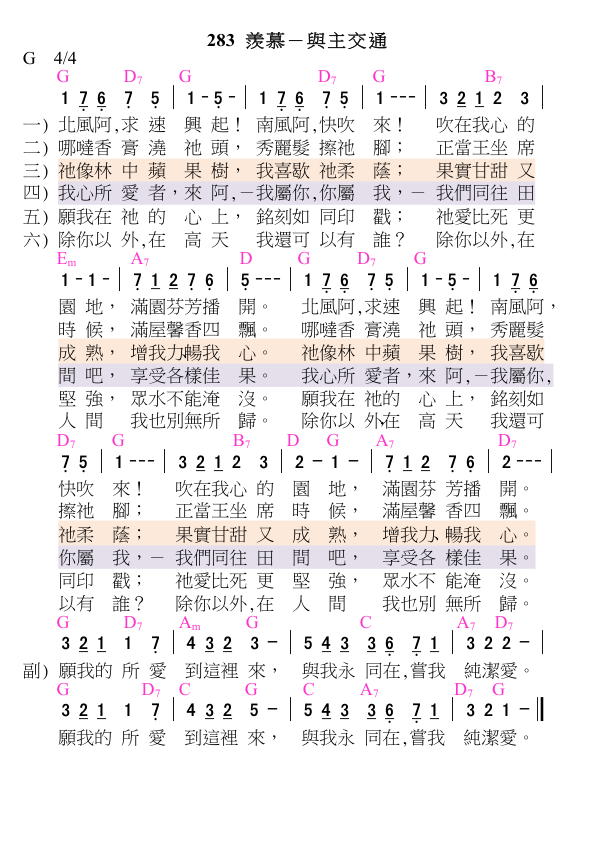 283 羨慕－與主交通
G 4/4
G D7 G D7 G B7
1 7 6 7 5 | 1 - 5 - | 1 7 6 7 5 | 1 - - - | 3 2 1 2 3 |
一) 北風阿,求 速 興 起! 南風阿,快吹 來! 吹在我心 的
二) 哪噠香 膏 澆 祂 頭， 秀麗髮 擦祂 腳； 正當王坐 席
三) 祂像林 中 蘋 果 樹， 我喜歇 祂柔 蔭； 果實甘甜 又
四) 我心所 愛 者，來 阿,－我屬你,你屬 我，－ 我們同往 田
五) 願我在 祂 的 心 上， 銘刻如 同印 戳； 祂愛比死 更
六) 除你以 外,在 高 天 我還可 以有 誰? 除你以外,在
Em A7 D G D7 G
1 - 1 - | 7 1 2 7 6 | 5 - - - | 1 7 6 7 5 | 1 - 5 - | 1 7 6
園 地， 滿園芬芳播 開。 北風阿,求速 興 起! 南風阿，
時 候， 滿屋馨香四 飄。 哪噠香 膏澆 祂 頭， 秀麗髮
成 熟， 增我力暢我 心。 祂像林 中蘋 果 樹， 我喜歇
間 吧， 享受各樣佳 果。 我心所 愛者，來 阿,－我屬你,
堅 強， 眾水不能淹 沒。 願我在 祂的 心 上， 銘刻如
人 間 我也別無所 歸。 除你以 外,在 高 天 我還可
D7 G B7 D G A7 D7
7 5 | 1 - - - | 3 2 1 2 3 | 2 － 1 － | 7 1 2 7 6 | 2 - - - |
快吹 來! 吹在我心 的 園 地， 滿園芬 芳播 開。
擦祂 腳； 正當王坐 席 時 候， 滿屋馨 香四 飄。
祂柔 蔭； 果實甘甜 又 成 熟， 增我力、暢我 心。
你屬 我，－ 我們同往 田 間 吧， 享受各 樣佳 果。
同印 戳； 祂愛比死 更 堅 強， 眾水不 能淹 沒。
以有 誰? 除你以外,在 人 間 我也別 無所 歸。
G D7 Am G C A7 D7
3 2 1 1 7 | 4 3 2 3 － | 5 4 3 3 6 7 1 | 3 2 2 － |
副) 願我的 所 愛 到這裡 來， 與我永 同在,嘗我 純潔愛。
G D7 C G C A7 D7 G
3 2 1 1 7 | 4 3 2 5 － | 5 4 3 3 6 7 1 | 3 2 1 － ‖
願我的 所 愛 到這裡 來， 與我永 同在,嘗我 純潔愛。